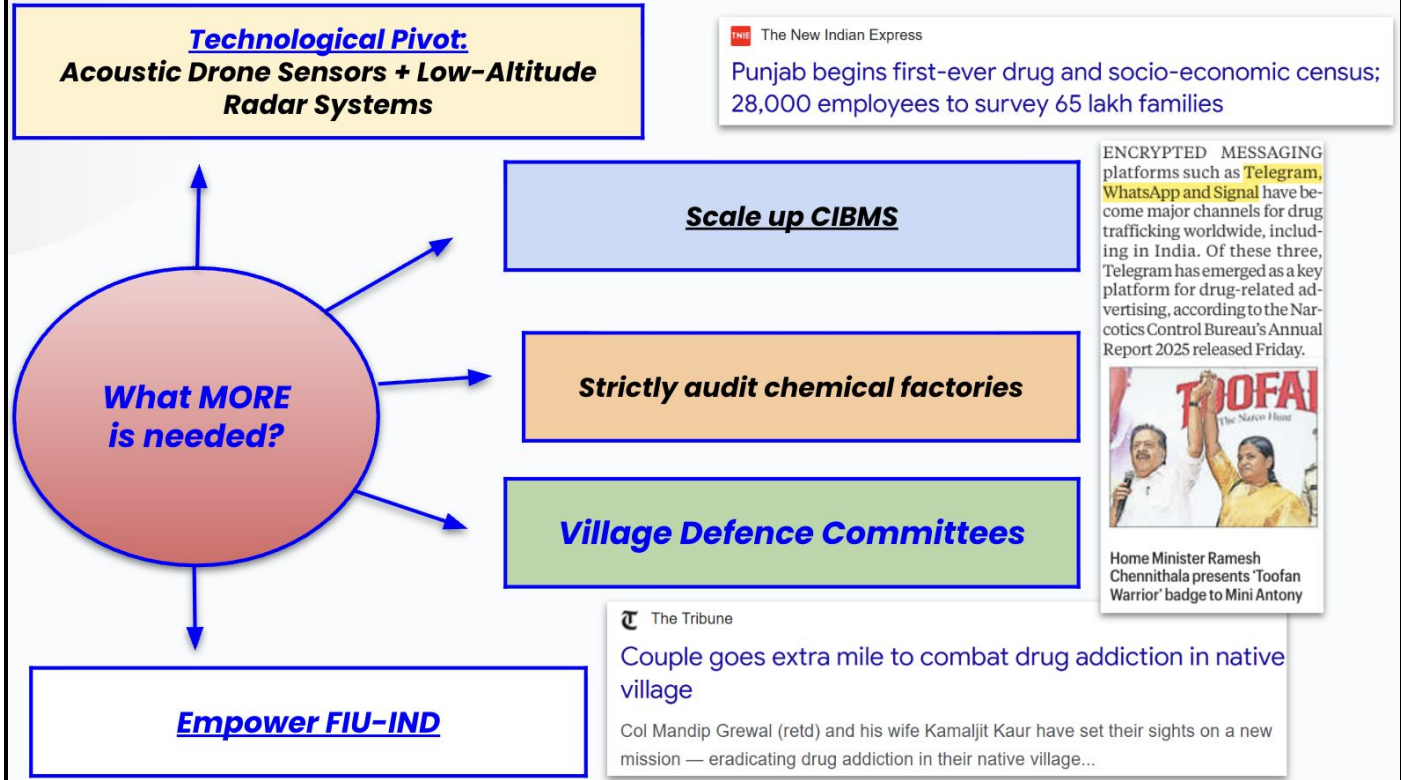 Technological Pivot:
Acoustic Drone Sensors + Low-Altitude
Radar Systems
TNIE
The New Indian Express
Punjab begins first-ever drug and socio-economic census;
28,000 employees to survey 65 lakh families
Scale up CIBMS
What MORE
is needed?
Strictly audit chemical factories
Village Defence Committees
Empower FIU-IND
ENCRYPTED MESSAGING
platforms such as Telegram,
WhatsApp and Signal have be-
come major channels for drug
trafficking worldwide, includ-
ing in India. Of these three,
Telegram has emerged as a key
platform for drug-related ad-
vertising, according to the Nar-
cotics Control Bureau's Annual
Report 2025 released Friday.
TOOFAN
The Narco Hunt
Home Minister Ramesh
Chennithala presents 'Toofan
Warrior' badge to Mini Antony
The Tribune
Couple goes extra mile to combat drug addiction in native
village
Col Mandip Grewal (retd) and his wife Kamaljit Kaur have set their sights on a new
mission — eradicating drug addiction in their native village...